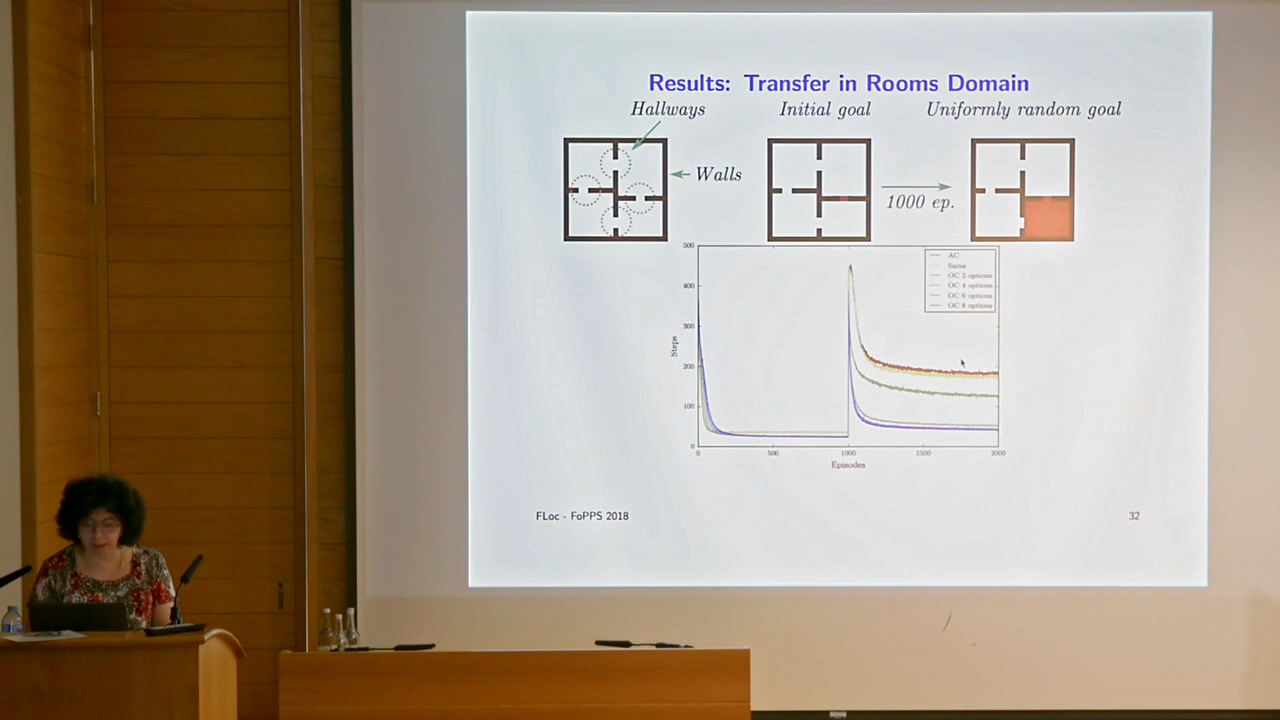 Results: Transfer in Rooms Domain
Hallways
Initial goal
Uniformly random goal
Walls
1000 ep.
500
400
300
200
100
0
Steps
AC
Sarsa
OC 2 options
OC 4 options
OC 6 options
OC 8 options
0
500
1000
1500
2000
Episodes
FLoc - FoPPS 2018
32